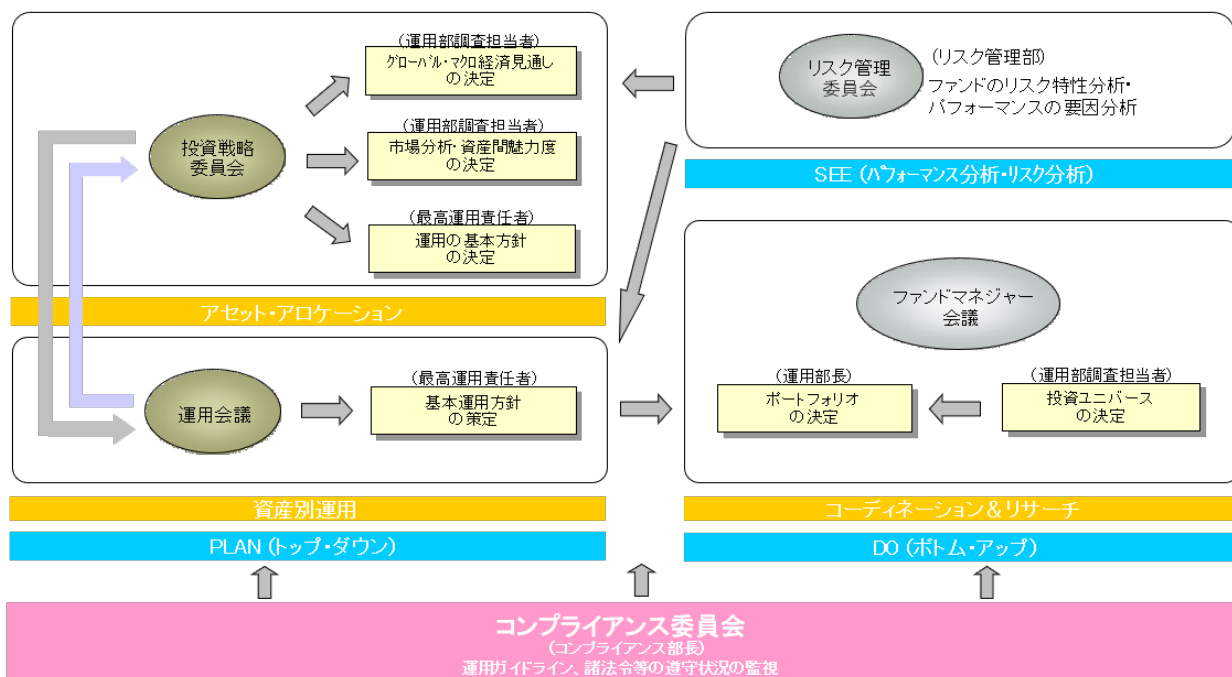 (運用部調査担当者)
グローバル・マクロ経済見通し
の決定
投資戦略
委員会
(運用部調査担当者)
市場分析・資産間魅力度
の決定
(最高運用責任者)
運用の基本方針
の決定
アセット・アロケーション
リスク管理
委員会
(リスク管理部)
ファンドのリスク特性分析・
パフォーマンスの要因分析
SEE (パフォーマンス分析・リスク分析)
運用会議
(最高運用責任者)
基本運用方針
の策定
資産別運用
PLAN (トップ・ダウン)
ファンドマネジャー
会議
(運用部長)
ポートフォリオ
の決定
(運用部調査担当者)
投資ユニバース
の決定
コーディネーション&リサーチ
DO (ボトム・アップ)
コンプライアンス委員会
(コンプライアンス部長)
運用ガイドライン、諸法令等の遵守状況の監視